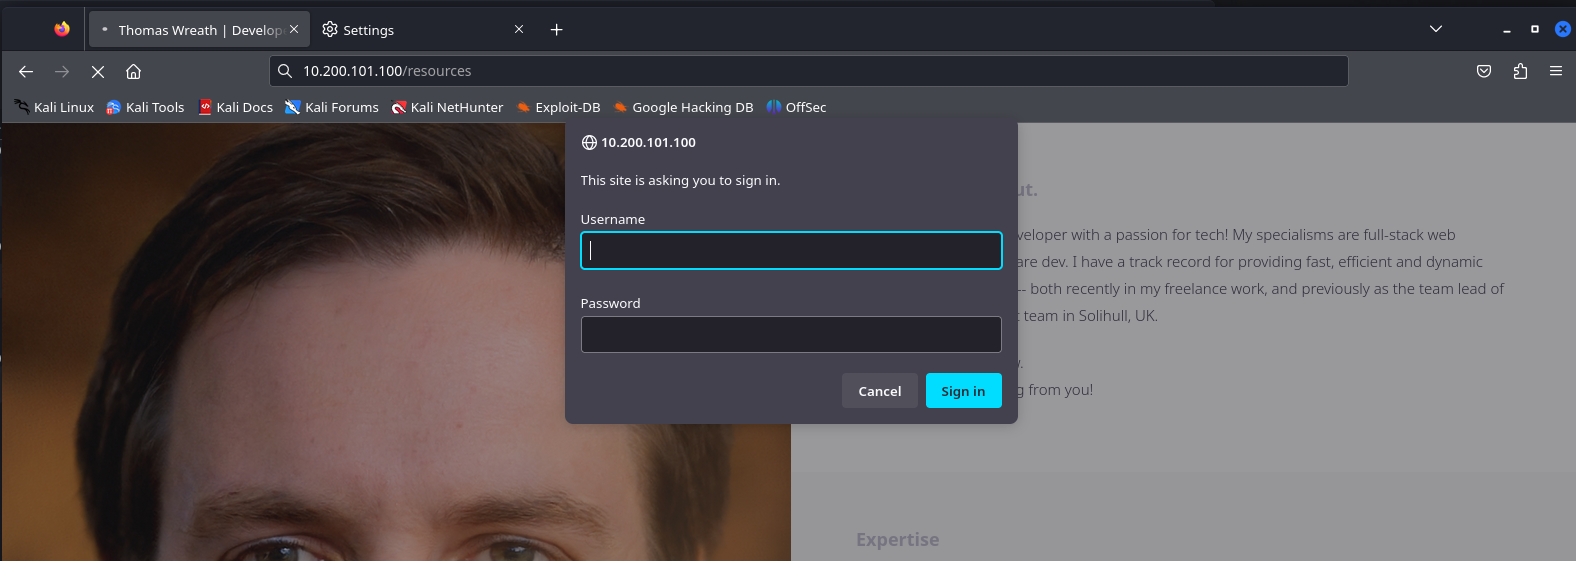 Thomas Wreath | Develop
Settings
10.200.101.100/resources
Kali Linux Kali Tools Kali Docs Kali Forums Kali NetHunter Exploit-DB Google Hacking DB OffSec
10.200.101.100
This site is asking you to sign in.
Username
Password
Cancel Sign in
ut.
veloper with a passion for tech! My specialisms are full-stack web
are dev. I have a track record for providing fast, efficient and dynamic
-- both recently in my freelance work, and previously as the team lead of
t team in Solihull, UK.
g from you!
Expertise